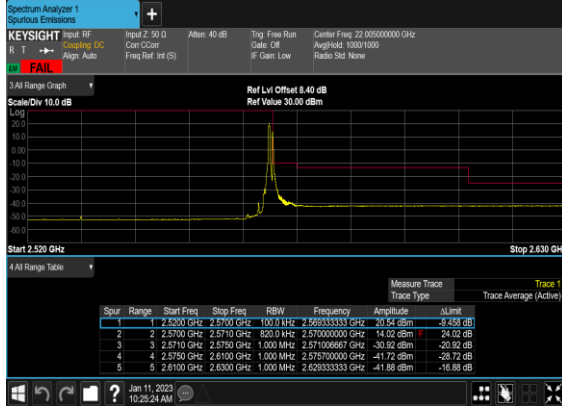 Spectrum Analyzer 1
Spurious Emissions
+
KEYSIGHT Input: RF Input Z: 50 Ω Atten: 40 dB Trig: Free Run Center Freq: 22.005000000 GHz
R T Coupling: DC Corr CCorr Gate: Off Avg|Hold: 1000/1000
Align: Auto Freq Ref: Int (S) IF Gain: Low Radio Std: None
FAIL
3 All Range Graph
Ref Lvl Offset 8.40 dB
Scale/Div 10.0 dB Ref Value 30.00 dBm
Log
20.0
10.0
0.00
-10.0
-20.0
-30.0
-40.0
-50.0
-60.0
Start 2.520 GHz Stop 2.630 GH
4 All Range Table
Measure Trace Trace 1
Trace Type Trace Average (Active)
Spur Range Start Freq Stop Freq RBW Frequency Amplitude ΔLimit
1 1 2.5200 GHz 2.5700 GHz 100.0 kHz 2.569333333 GHz 20.54 dBm -9.458 dB
2 2 2.5700 GHz 2.5710 GHz 820.0 kHz 2.570000000 GHz 14.02 dBm F 24.02 dB
3 3 2.5710 GHz 2.5750 GHz 1.000 MHz 2.571006667 GHz -30.92 dBm -20.92 dB
4 4 2.5750 GHz 2.6100 GHz 1.000 MHz 2.575700000 GHz -41.72 dBm -28.72 dB
5 5 2.6100 GHz 2.6300 GHz 1.000 MHz 2.629333333 GHz -41.88 dBm -16.88 dB
? Jan 11, 2023
10:25:24 AM